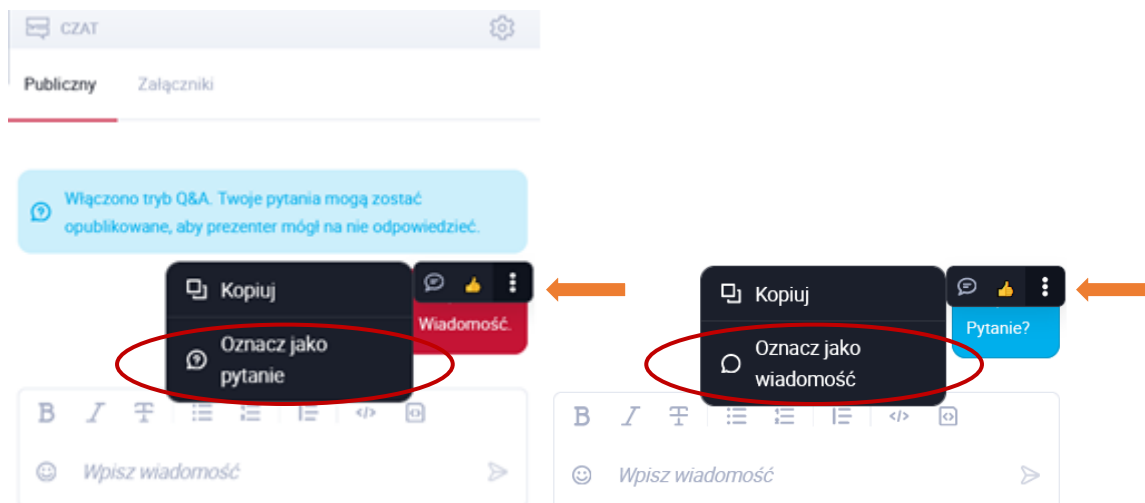 CZAT
Publiczny Załączniki
Włączono tryb Q&A. Twoje pytania mogą zostać
opublikowane, aby prezenter mógł na nie odpowiedzieć.
Kopiuj
Wiadomość.
Oznacz jako
pytanie
Wpisz wiadomość
Kopiuj
Pytanie?
Oznacz jako
wiadomość
Wpisz wiadomość